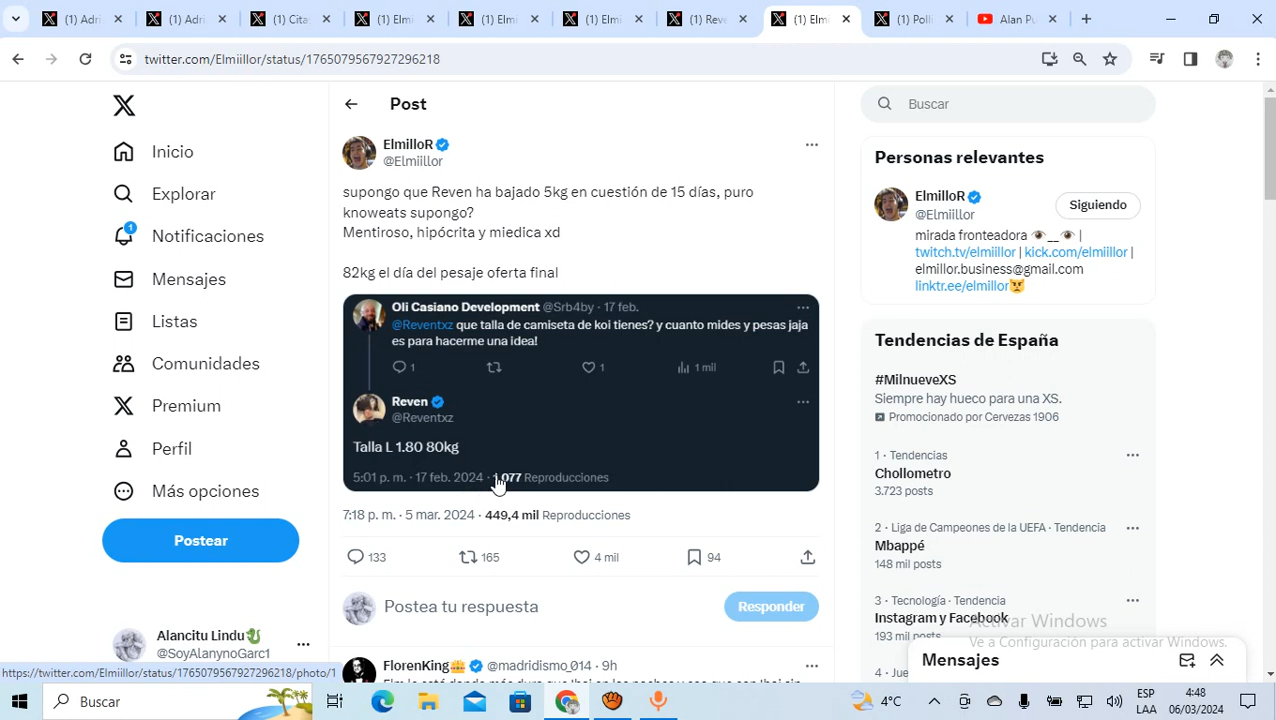 (1) Adri
(1) Adri
(1) Cita
(1) Elm
(1) Elm
(1) Elmi
(1) Reve
(1) Elmi
(1) Polli
Alan Pu
twitter.com/Elmiillor/status/1765079567927296218
Inicio
Explorar
1
Notificaciones
Mensajes
Listas
Comunidades
Premium
Perfil
Más opciones
Postear
Alancitu Lindu🐉
@SoyAlanynoGarc1
https://twitter.com/Elmiillor/status/1765079567927296218/photo/1
Post
ElmilloR
@Elmiillor
supongo que Reven ha bajado 5kg en cuestión de 15 días, puro
knoweats supongo?
Mentiroso, hipócrita y miedica xd
82kg el día del pesaje oferta final
Oli Casiano Development @Srb4by · 17 feb.
@Reventxz que talla de camiseta de koi tienes? y cuanto mides y pesas jaja
es para hacerme una idea!
1 1 1 mil
Reven
@Reventxz
Talla L 1.80 80kg
5:01 p. m. · 17 feb. 2024 · 1.077 Reproducciones
7:18 p. m. · 5 mar. 2024 · 449,4 mil Reproducciones
133 165 4 mil 94
Postea tu respuesta
Responder
FlorenKing @madridismo_014 · 9h
Buscar
Personas relevantes
ElmilloR
@Elmiillor
Siguiendo
mirada fronteadora 👁️__👁️ |
twitch.tv/elmiillor | kick.com/elmiillor |
elmillor.business@gmail.com
linktr.ee/elmillor😈
Tendencias de España
#MilnueveXS
Siempre hay hueco para una XS.
Promocionado por Cervezas 1906
1 · Tendencias
Chollometro
3.723 posts
2 · Liga de Campeones de la UEFA · Tendencia
Mbappé
148 mil posts
3 · Tecnología · Tendencia
Instagram y Facebook
193 mil posts
Activar Windows
Ve a Configuración para activar Windows.
Mensajes
Buscar
4°C
ESP
LAA
4:48
06/03/2024